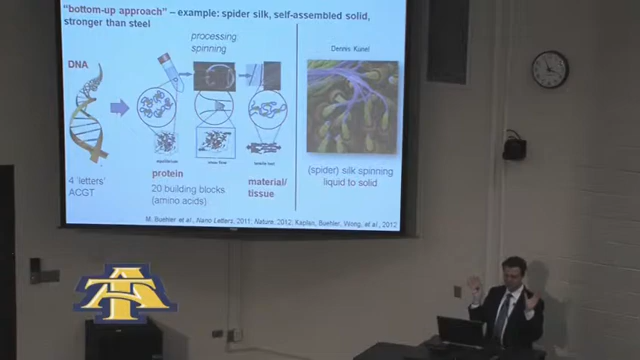 "bottom-up approach" – example: spider silk, self-assembled solid,
stronger than steel
processing
spinning
Dennis Kunel
DNA
4 'letters'
ACGT
protein
20 building blocks
(amino acids)
material/
tissue
(spider) silk spinning
liquid to solid
M. Buehler et al., Nano Letters, 2011; Nature, 2012; Kaplan, Buehler, Wong, et al., 2012
AT